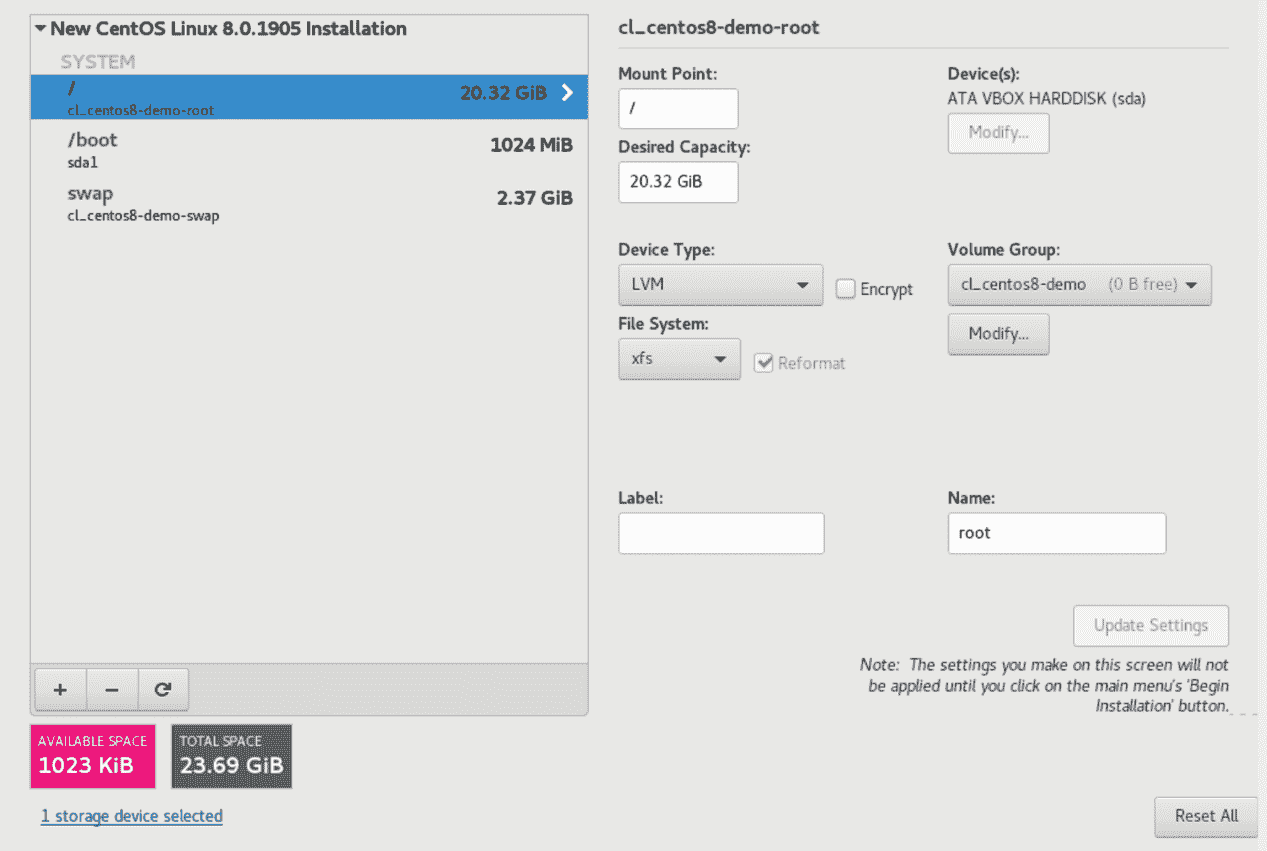 New CentOS Linux 8.0.1905 Installation
SYSTEM
/
20.32 GiB
cl_centos8-demo-root
/boot
1024 MiB
sda1
swap
2.37 GiB
cl_centos8-demo-swap
+ −
AVAILABLE SPACE
1023 KiB
TOTAL SPACE
23.69 GiB
1 storage device selected
cl_centos8-demo-root
Mount Point:
/
Desired Capacity:
20.32 GiB
Device(s):
ATA VBOX HARDDISK (sda)
Modify...
Device Type:
LVM
Encrypt
Volume Group:
cl_centos8-demo (0 B free)
Modify...
File System:
xfs
Reformat
Label:
Name:
root
Update Settings
Note: The settings you make on this screen will not
be applied until you click on the main menu's 'Begin
Installation' button.
Reset All